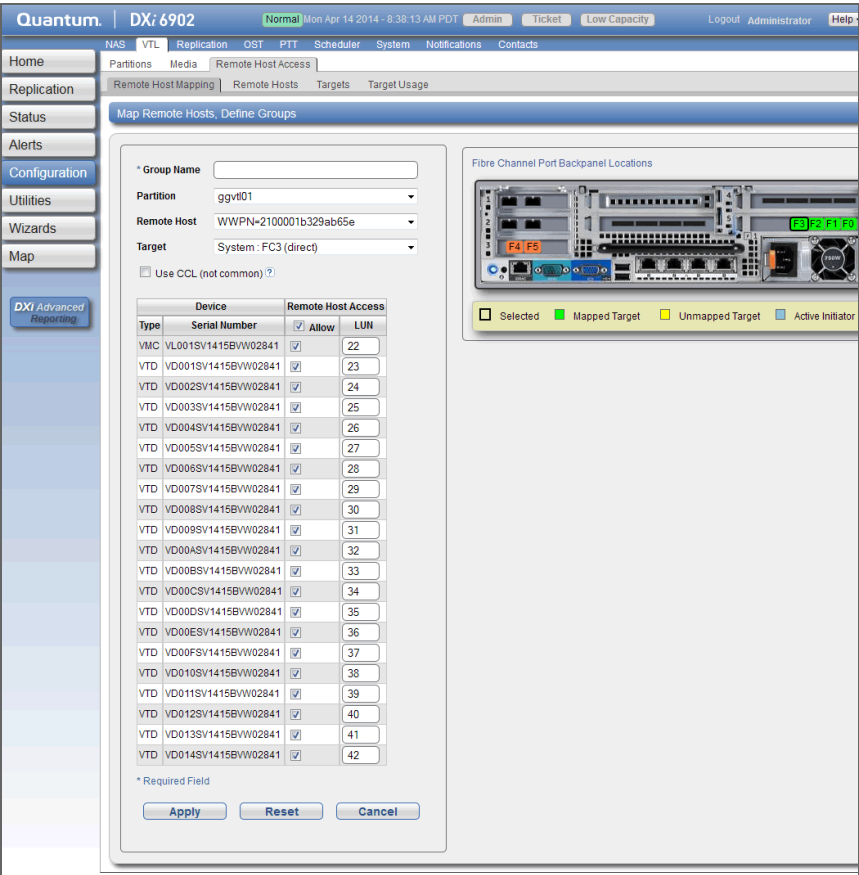 Quantum. DXi6902 Normal Mon Apr 14 2014 - 8:38:13 AM PDT Admin Ticket Low Capacity Logout Administrator Help
NAS VTL Replication OST PTT Scheduler System Notifications Contacts
Home
Replication
Status
Alerts
Configuration
Utilities
Wizards
Map
DXi Advanced
Reporting
Partitions Media Remote Host Access
Remote Host Mapping Remote Hosts Targets Target Usage
Map Remote Hosts, Define Groups
* Group Name
Partition ggvtl01
Remote Host WWPN=2100001b329ab65e
Target System : FC3 (direct)
Use CCL (not common) ?
Device Remote Host Access
Type Serial Number Allow LUN
VMC VL001SV1415BVW02841 22
VTD VD001SV1415BVW02841 23
VTD VD002SV1415BVW02841 24
VTD VD003SV1415BVW02841 25
VTD VD004SV1415BVW02841 26
VTD VD005SV1415BVW02841 27
VTD VD006SV1415BVW02841 28
VTD VD007SV1415BVW02841 29
VTD VD008SV1415BVW02841 30
VTD VD009SV1415BVW02841 31
VTD VD00ASV1415BVW02841 32
VTD VD00BSV1415BVW02841 33
VTD VD00CSV1415BVW02841 34
VTD VD00DSV1415BVW02841 35
VTD VD00ESV1415BVW02841 36
VTD VD00FSV1415BVW02841 37
VTD VD010SV1415BVW02841 38
VTD VD011SV1415BVW02841 39
VTD VD012SV1415BVW02841 40
VTD VD013SV1415BVW02841 41
VTD VD014SV1415BVW02841 42
* Required Field
Apply Reset Cancel
Fibre Channel Port Backpanel Locations
1 4
2 5 F3 F2 F1 F0
3 F4 F5
750W
Selected Mapped Target Unmapped Target Active Initiator